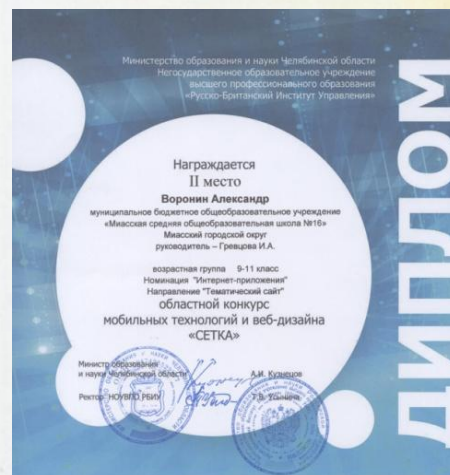 Министерство образования и науки Челябинской области
Негосударственное образовательное учреждение
высшего профессионального образования
«Русско-Британский Институт Управления»
ДИПЛОМ
Награждается
II место
Воронин Александр
муниципальное бюджетное общеобразовательное учреждение
«Миасская средняя общеобразовательная школа №16»
Миасский городской округ
руководитель – Гревцова И.А.
возрастная группа 9-11 класс
Номинация "Интернет-приложения"
Направление "Тематический сайт"
областной конкурс
мобильных технологий и веб-дизайна
«СЕТКА»
Министр образования
и науки Челябинской области А.И. Кузнецов
Ректор НОУВПО РБИУ Т.В.